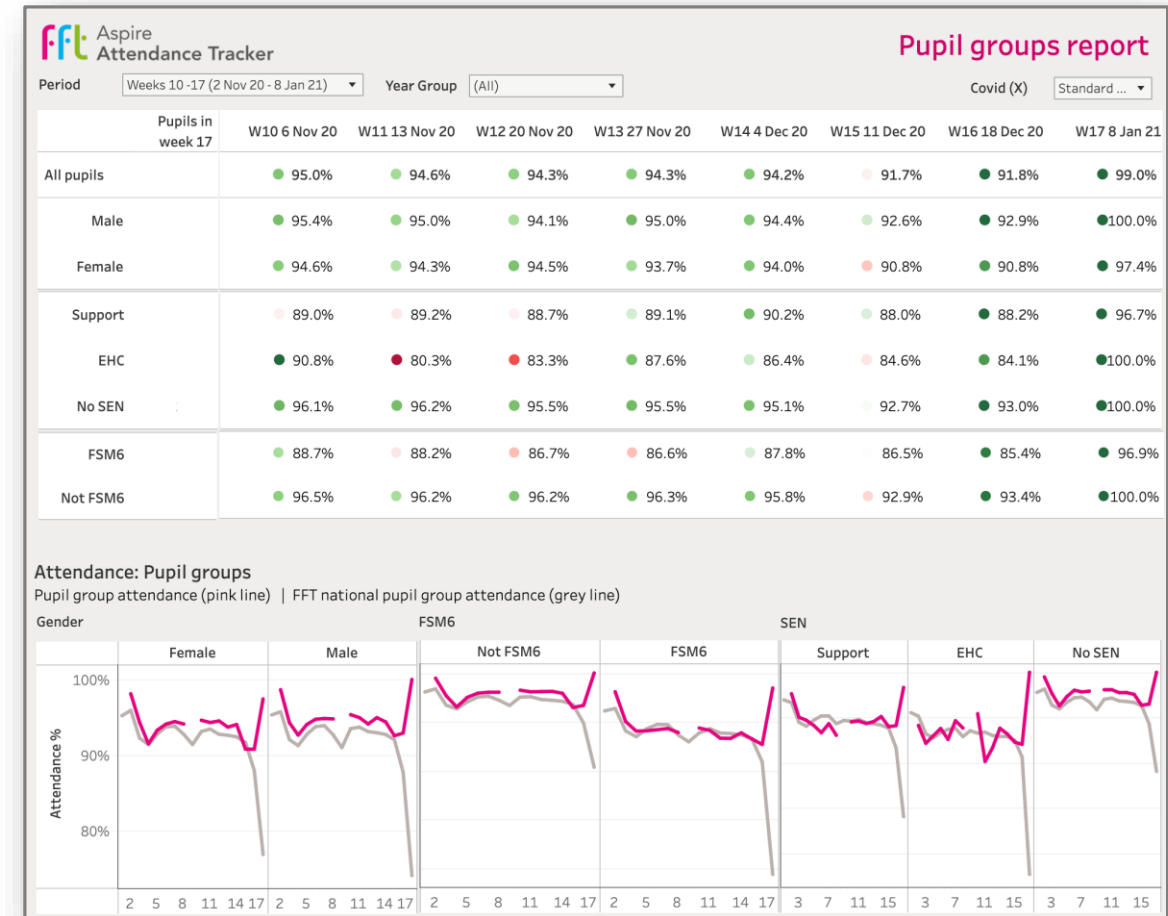 fft Aspire
Attendance Tracker
Pupil groups report
Period Weeks 10 -17 (2 Nov 20 - 8 Jan 21) Year Group (All) Covid (X) Standard ...
Pupils in
week 17 W10 6 Nov 20 W11 13 Nov 20 W12 20 Nov 20 W13 27 Nov 20 W14 4 Dec 20 W15 11 Dec 20 W16 18 Dec 20 W17 8 Jan 21
All pupils 95.0% 94.6% 94.3% 94.3% 94.2% 91.7% 91.8% 99.0%
Male 95.4% 95.0% 94.1% 95.0% 94.4% 92.6% 92.9% 100.0%
Female 94.6% 94.3% 94.5% 93.7% 94.0% 90.8% 90.8% 97.4%
Support 89.0% 89.2% 88.7% 89.1% 90.2% 88.0% 88.2% 96.7%
EHC 90.8% 80.3% 83.3% 87.6% 86.4% 84.6% 84.1% 100.0%
No SEN 96.1% 96.2% 95.5% 95.5% 95.1% 92.7% 93.0% 100.0%
FSM6 88.7% 88.2% 86.7% 86.6% 87.8% 86.5% 85.4% 96.9%
Not FSM6 96.5% 96.2% 96.2% 96.3% 95.8% 92.9% 93.4% 100.0%
Attendance: Pupil groups
Pupil group attendance (pink line) | FFT national pupil group attendance (grey line)
Gender FSM6 SEN
Female Male Not FSM6 FSM6 Support EHC No SEN
100%
90%
80%
Attendance %
2 5 8 11 14 17 2 5 8 11 14 17 2 5 8 11 14 17 2 5 8 11 14 17 3 7 11 15 3 7 11 15 3 7 11 15